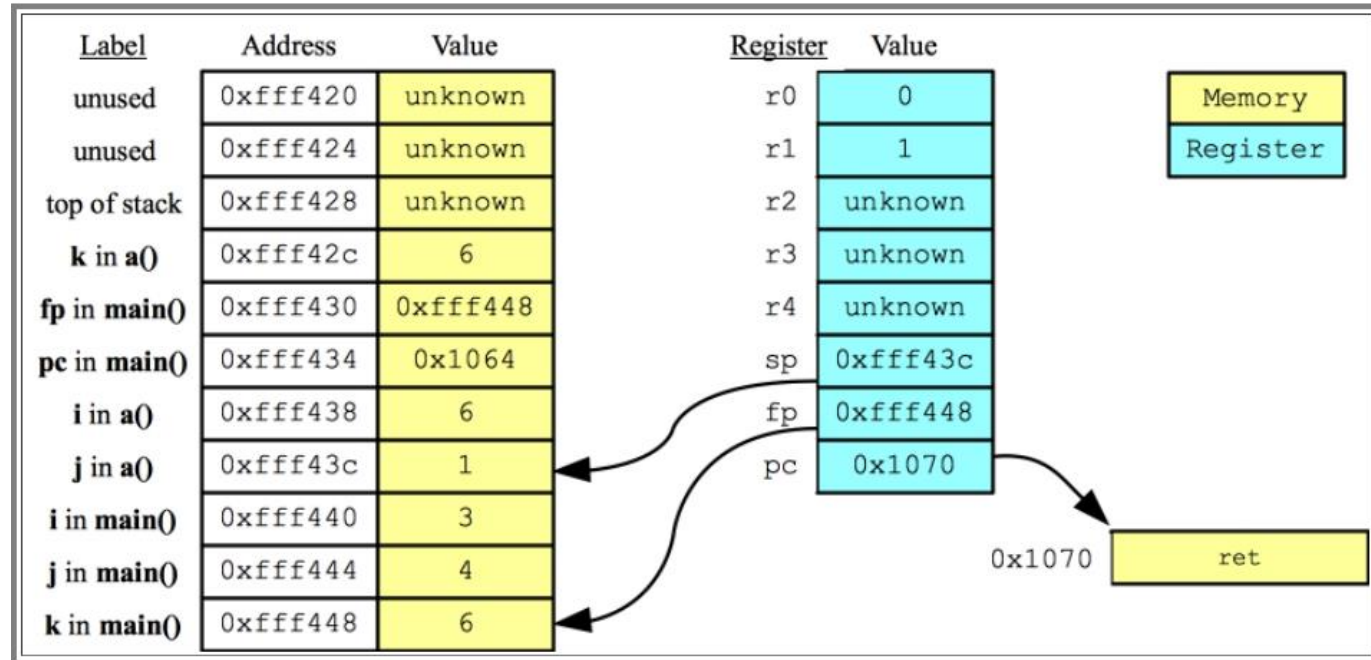 Label Address Value Register Value
unused 0xfff420 unknown r0 0 Memory
unused 0xfff424 unknown r1 1 Register
top of stack 0xfff428 unknown r2 unknown
k in a() 0xfff42c 6 r3 unknown
fp in main() 0xfff430 0xfff448 r4 unknown
pc in main() 0xfff434 0x1064 sp 0xfff43c
i in a() 0xfff438 6 fp 0xfff448
j in a() 0xfff43c 1 pc 0x1070
i in main() 0xfff440 3
j in main() 0xfff444 4 0x1070 ret
k in main() 0xfff448 6